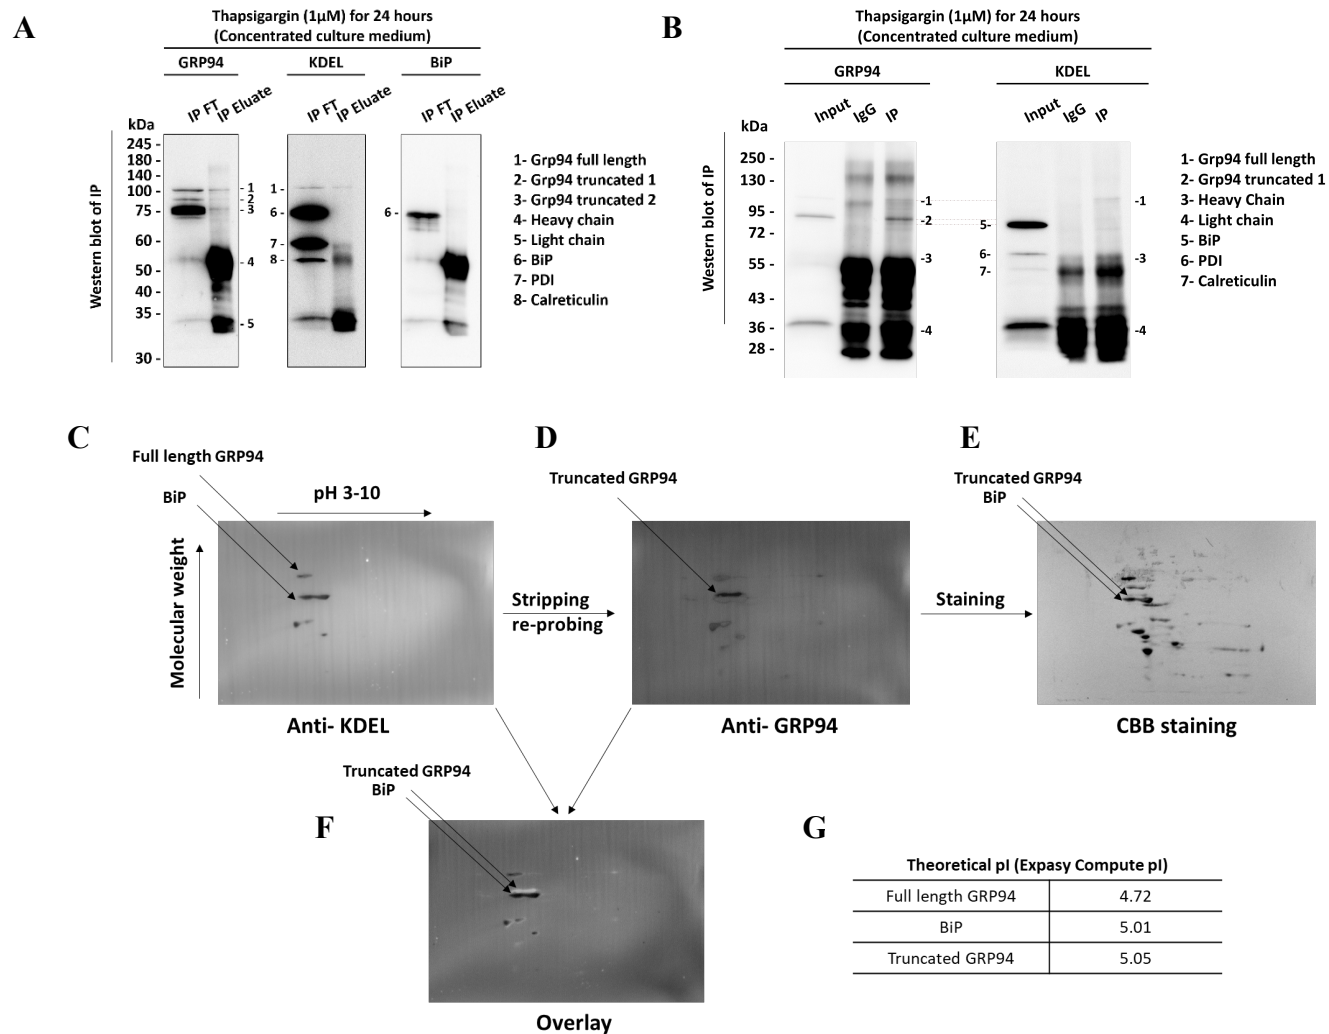 A
Thapsigargin (1µM) for 24 hours
(Concentrated culture medium)
GRP94
KDEL
BiP
IP FT
IP Eluate
IP FT
IP Eluate
IP FT
IP Eluate
kDa
245 -
180 -
140 -
100 -
75 -
60 -
50 -
40 -
35 -
30 -
Western blot of IP
- 1
- 2
- 3
- 4
- 5
1 -
6 -
7 -
8 -
6 -
1- Grp94 full length
2- Grp94 truncated 1
3- Grp94 truncated 2
4- Heavy chain
5- Light chain
6- BiP
7- PDI
8- Calreticulin
B
Thapsigargin (1µM) for 24 hours
(Concentrated culture medium)
GRP94
KDEL
Input
IgG
IP
Input
IgG
IP
kDa
250 -
130 -
95 -
72 -
55 -
43 -
36 -
28 -
Western blot of IP
-1
-2
-3
-4
5-
6-
7-
-1
-3
-4
1- Grp94 full length
2- Grp94 truncated 1
3- Heavy Chain
4- Light chain
5- BiP
6- PDI
7- Calreticulin
C
Full length GRP94
BiP
pH 3-10
Molecular weight
Anti- KDEL
Stripping
re-probing
D
Truncated GRP94
Anti- GRP94
Staining
E
Truncated GRP94
BiP
CBB staining
F
Truncated GRP94
BiP
Overlay
G
Theoretical pI (Expasy Compute pI)
Full length GRP94 4.72
BiP 5.01
Truncated GRP94 5.05